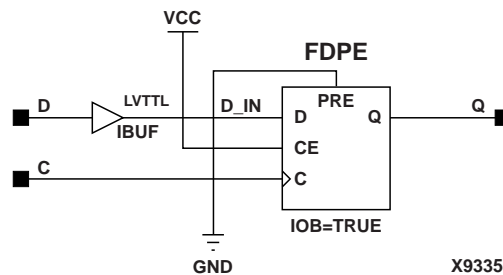 VCC
FDPE
D
LVTTL
IBUF
D_IN
PRE
D
Q
Q
CE
C
C
IOB=TRUE
GND
X9335